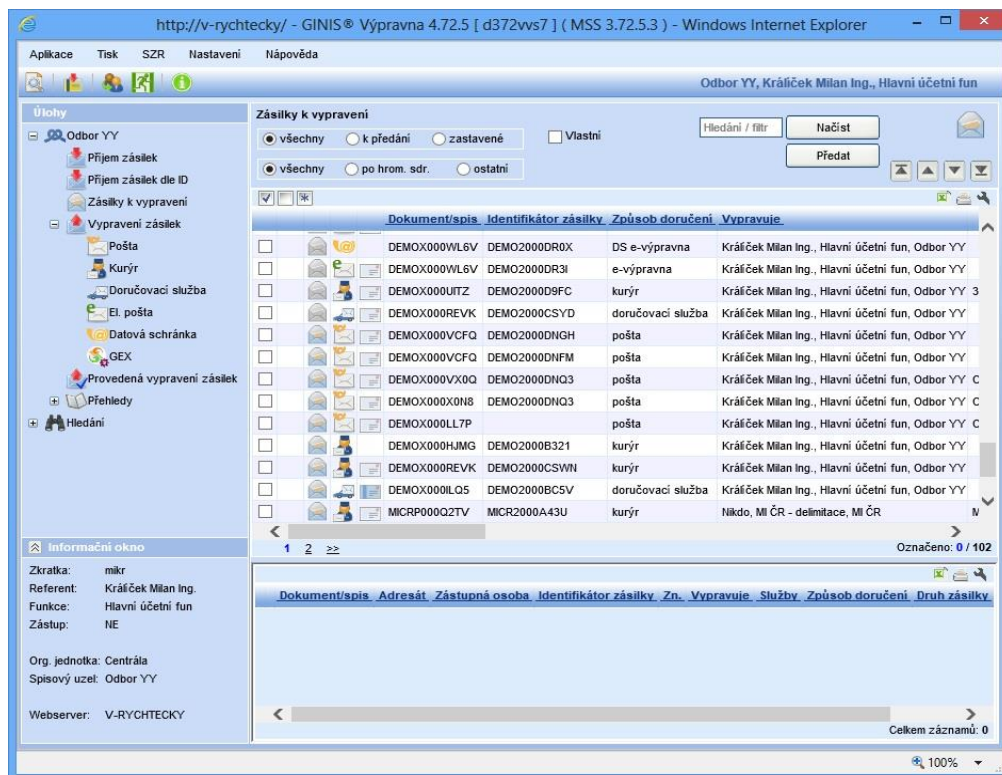 http://v-rychtecky/ - GINIS® Výpravna 4.72.5 [ d372vvs7 ] ( MSS 3.72.5.3 ) - Windows Internet Explorer
Aplikace Tisk SZR Nastavení Nápověda
Odbor YY, Králíček Milan Ing., Hlavní účetní fun
Úlohy
Odbor YY
Příjem zásilek
Příjem zásilek dle ID
Zásilky k vypravení
Vypravení zásilek
Pošta
Kurýr
Doručovací služba
El. pošta
Datová schránka
GEX
Provedená vypravení zásilek
Přehledy
Hledání
Zásilky k vypravení
všechny k předání zastavené Vlastní Hledání / filtr Načíst
Předat
všechny po hrom. sdr. ostatní
Dokument/spis Identifikátor zásilky Způsob doručení Vypravuje
DEMOX000WL6V DEMO2000DR0X DS e-výpravna Králíček Milan Ing., Hlavní účetní fun, Odbor YY
DEMOX000WL6V DEMO2000DR3I e-výpravna Králíček Milan Ing., Hlavní účetní fun, Odbor YY
DEMOX000UITZ DEMO2000D9FC kurýr Králíček Milan Ing., Hlavní účetní fun, Odbor YY 3
DEMOX000REVK DEMO2000CSYD doručovací služba Králíček Milan Ing., Hlavní účetní fun, Odbor YY
DEMOX000VCFQ DEMO2000DNGH pošta Králíček Milan Ing., Hlavní účetní fun, Odbor YY
DEMOX000VCFQ DEMO2000DNFM pošta Králíček Milan Ing., Hlavní účetní fun, Odbor YY
DEMOX000VX0Q DEMO2000DNQ3 pošta Králíček Milan Ing., Hlavní účetní fun, Odbor YY
DEMOX000X0N8 DEMO2000DNQ3 pošta Králíček Milan Ing., Hlavní účetní fun, Odbor YY
DEMOX000LL7P pošta Králíček Milan Ing., Hlavní účetní fun, Odbor YY
DEMOX000HJMG DEMO2000B321 kurýr Králíček Milan Ing., Hlavní účetní fun, Odbor YY
DEMOX000REVK DEMO2000CSWN kurýr Králíček Milan Ing., Hlavní účetní fun, Odbor YY
DEMOX000ILQ5 DEMO2000BC5V doručovací služba Králíček Milan Ing., Hlavní účetní fun, Odbor YY
MICRP000Q2TV MICR2000A43U kurýr Nikdo, MI ČR - delimitace, MI ČR
1 2 >> Označeno: 0 / 102
Informační okno
Zkratka: mikr
Referent: Králíček Milan Ing.
Funkce: Hlavní účetní fun
Zástup: NE
Org. jednotka: Centrála
Spisový uzel: Odbor YY
Webserver: V-RYCHTECKY
Dokument/spis Adresát Zástupná osoba Identifikátor zásilky Zn. Vypravuje Služby Způsob doručení Druh zásilky
Celkem záznamů: 0
100%